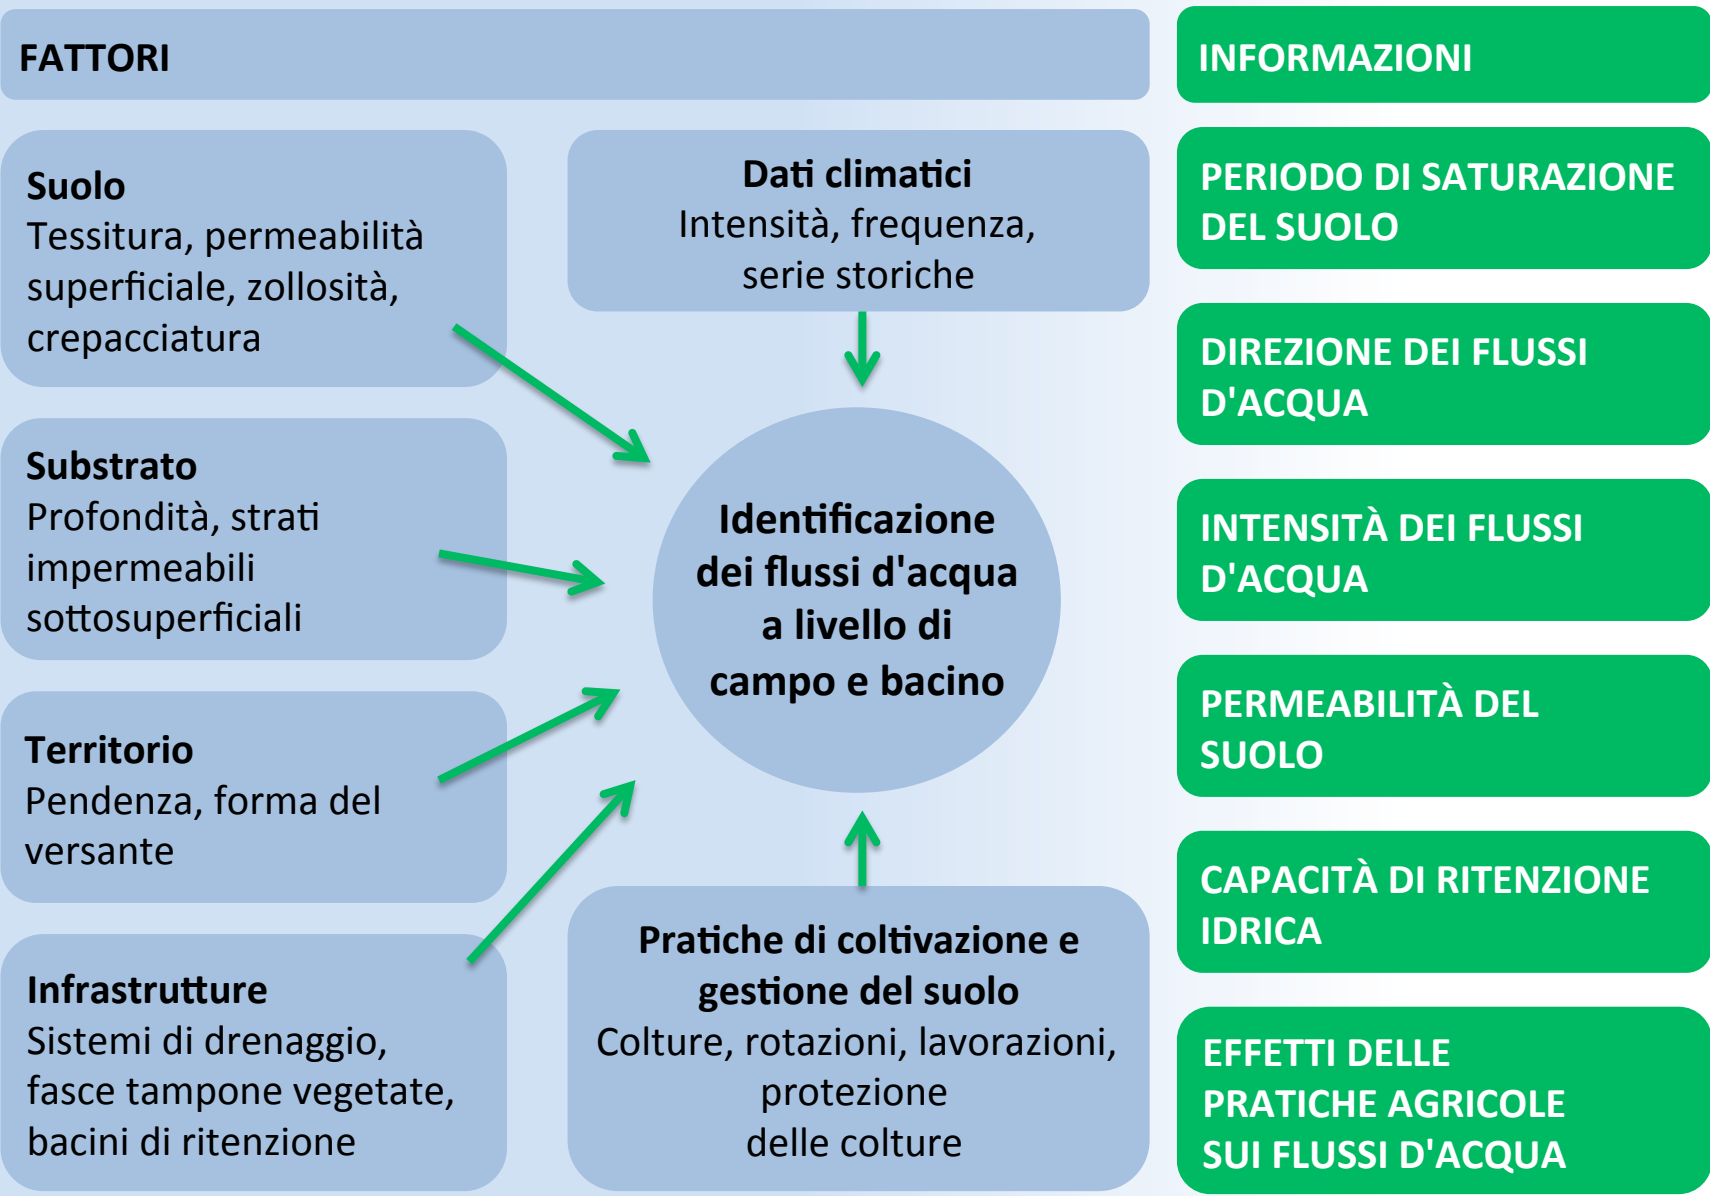 FATTORI
Suolo
Tessitura, permeabilità
superficiale, zollosità,
crepacciatura
Substrato
Profondità, strati
impermeabili
sottosuperficiali
Territorio
Pendenza, forma del
versante
Infrastrutture
Sistemi di drenaggio,
fasce tampone vegetate,
bacini di ritenzione
Dati climatici
Intensità, frequenza,
serie storiche
Identificazione
dei flussi d'acqua
a livello di
campo e bacino
Pratiche di coltivazione e
gestione del suolo
Colture, rotazioni, lavorazioni,
protezione
delle colture
INFORMAZIONI
PERIODO DI SATURAZIONE
DEL SUOLO
DIREZIONE DEI FLUSSI
D'ACQUA
INTENSITÀ DEI FLUSSI
D'ACQUA
PERMEABILITÀ DEL
SUOLO
CAPACITÀ DI RITENZIONE
IDRICA
EFFETTI DELLE
PRATICHE AGRICOLE
SUI FLUSSI D'ACQUA